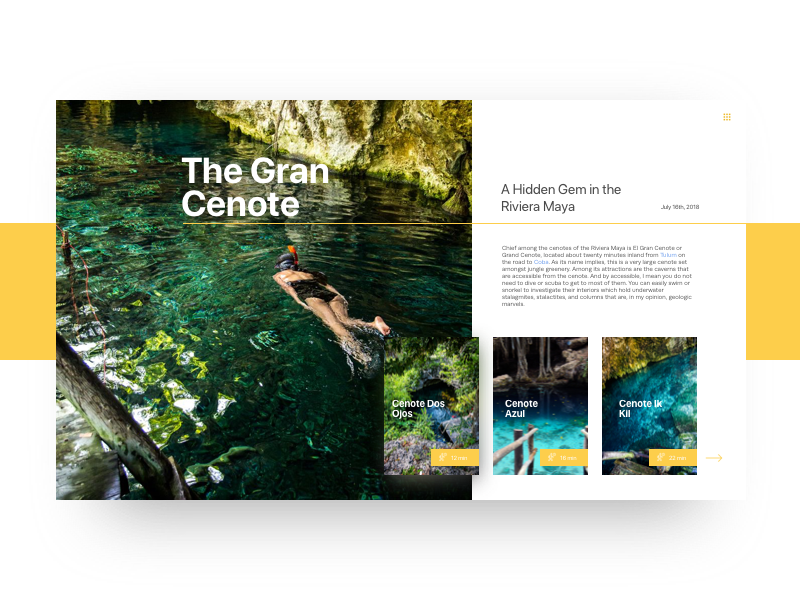 The Gran
Cenote
A Hidden Gem in the
Riviera Maya
July 16th, 2018
Chief among the cenotes of the Riviera Maya is El Gran Cenote or
Grand Cenote, located about twenty minutes inland from Tulum on
the road to Coba. As its name implies, this is a very large cenote set
amongst jungle greenery. Among its attractions are the caverns that
are accessible from the cenote. And by accessible, I mean you do not
need to dive or scuba to get to most of them. You can easily swim or
snorkel to investigate their interiors which hold underwater
stalagmites, stalactites, and columns that are, in my opinion, geologic
marvels.
Cenote Dos
Ojos
12 min
Cenote
Azul
Cenote Ik
Kil